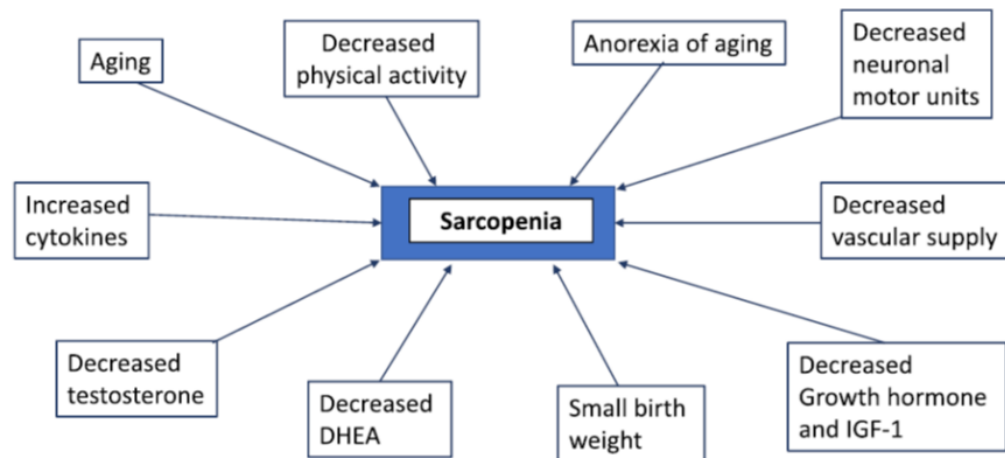 Aging
Decreased
physical activity
Anorexia of aging
Decreased
neuronal
motor units
Increased
cytokines
Sarcopenia
Decreased
vascular supply
Decreased
testosterone
Decreased
DHEA
Small birth
weight
Decreased
Growth hormone
and IGF-1